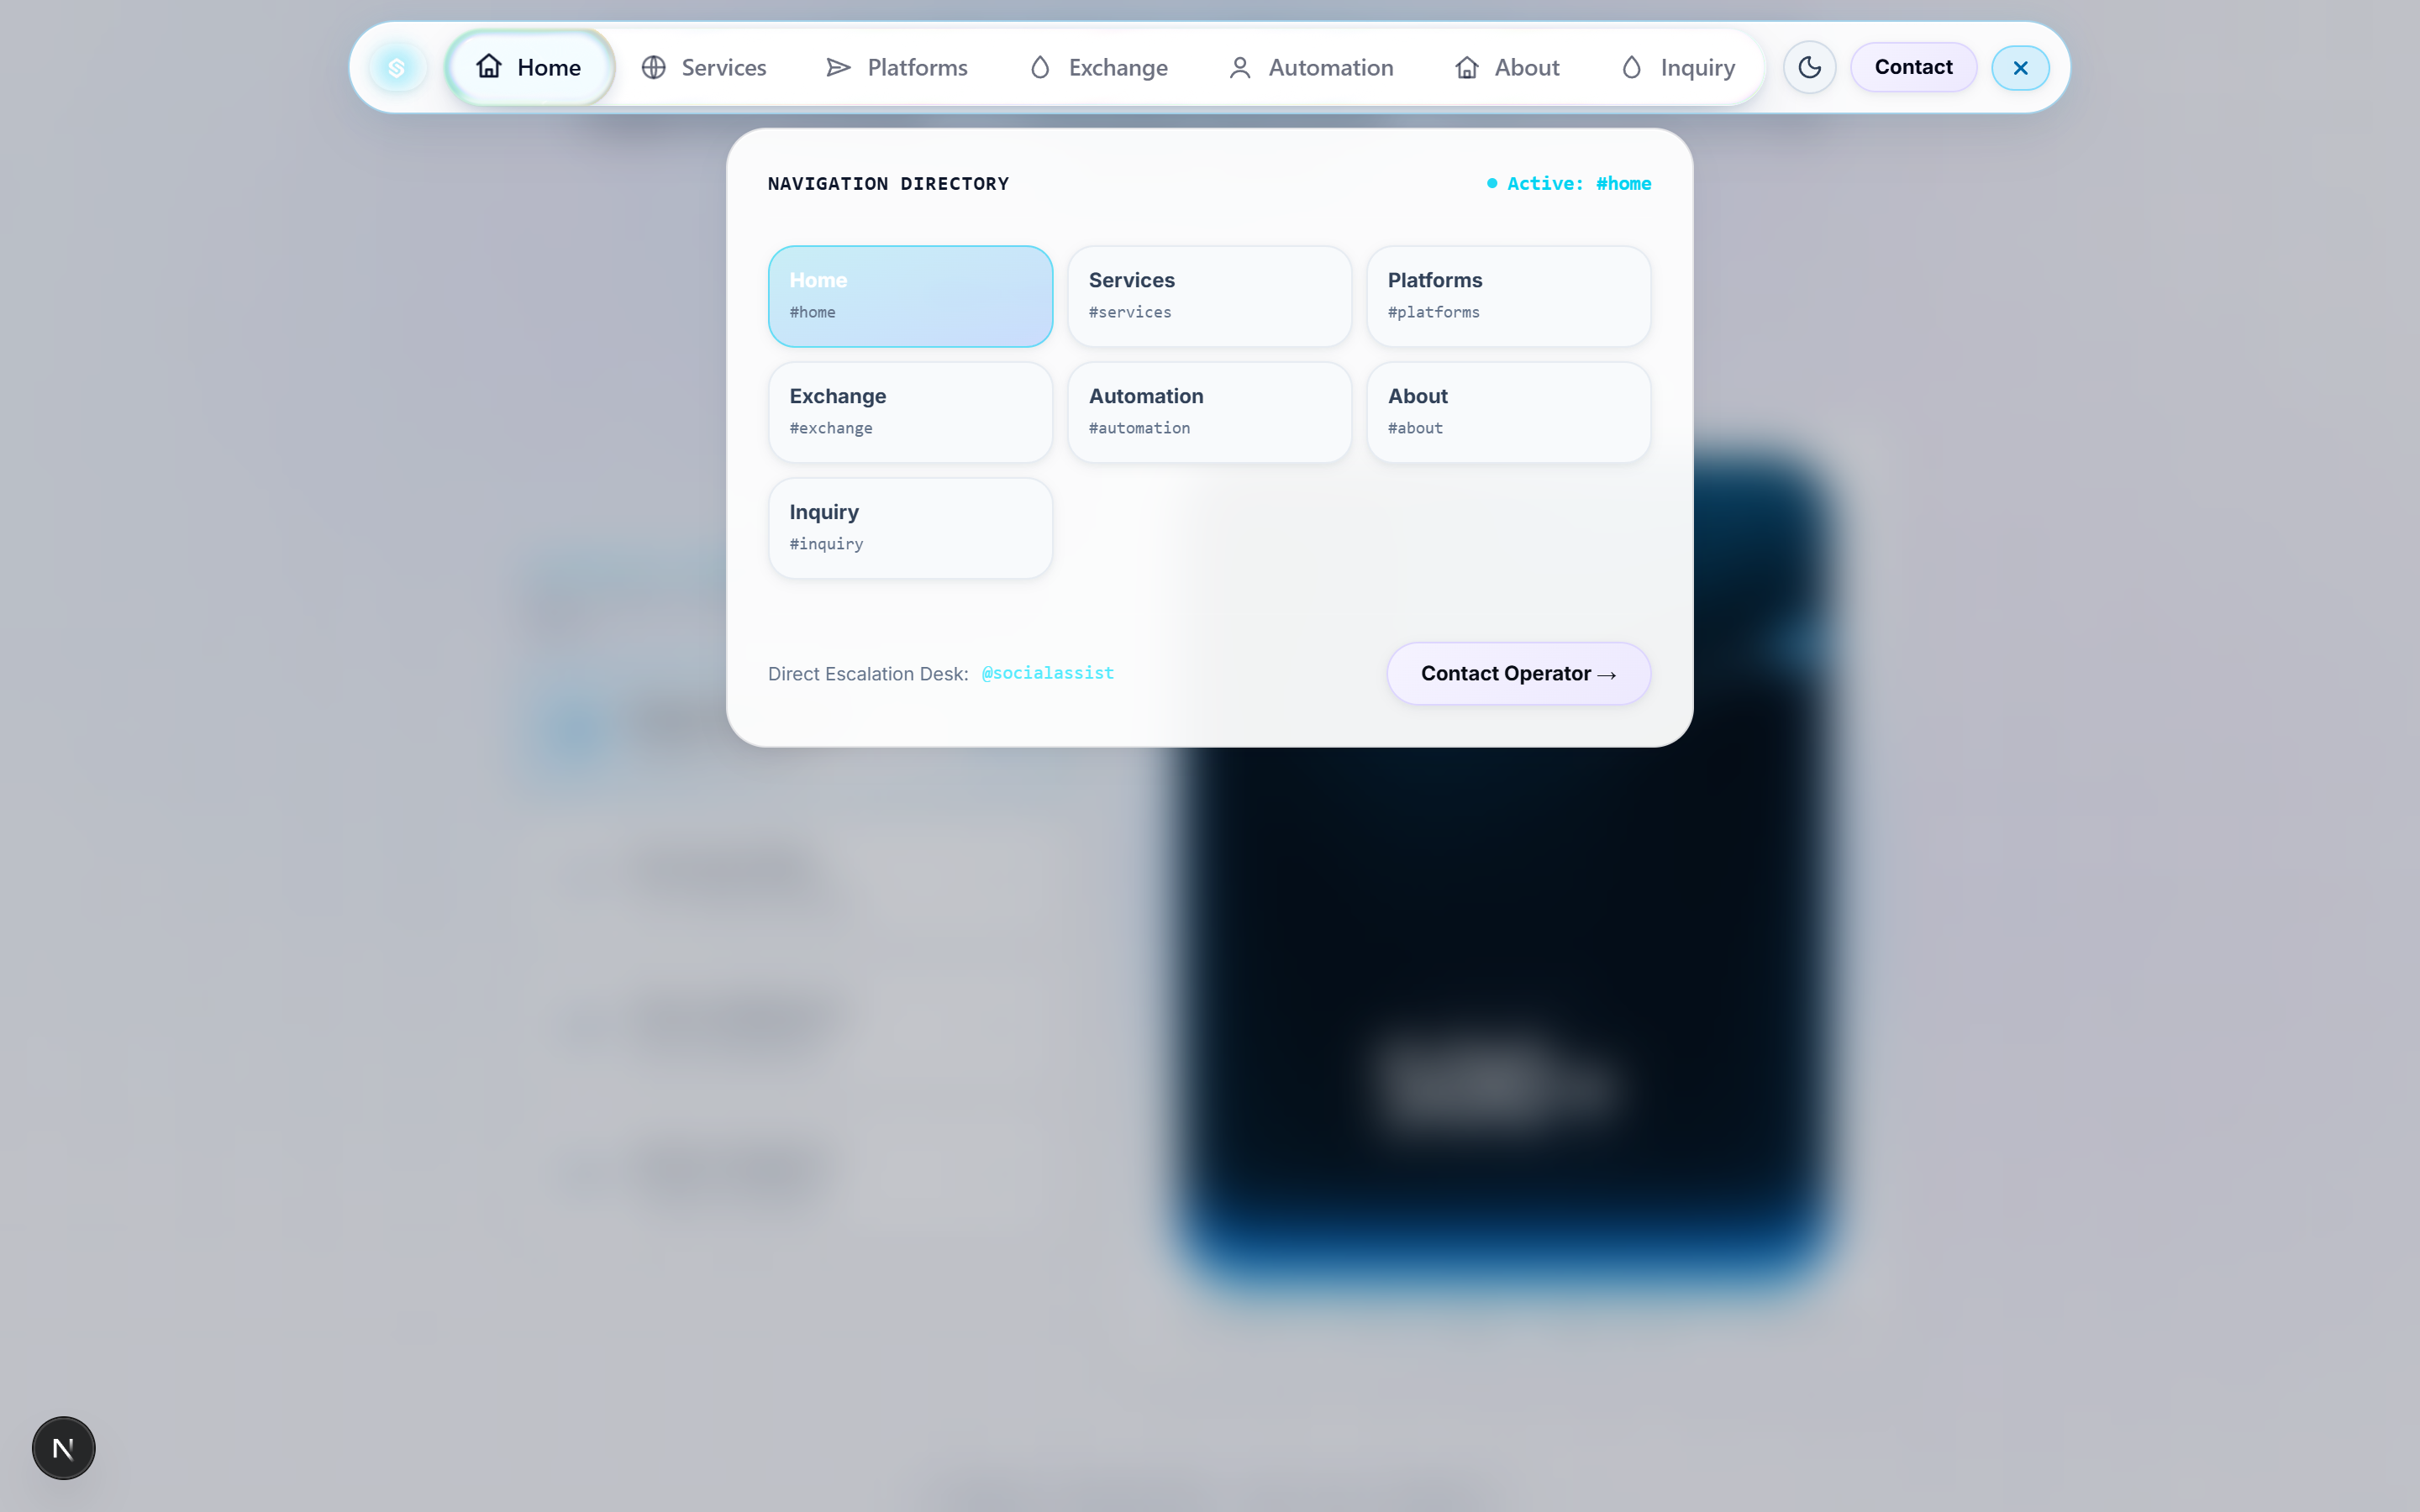 Home Services Platforms Exchange Automation About Inquiry Contact
NAVIGATION DIRECTORY Active: #home
Home Services Platforms
#home #services #platforms
Exchange Automation About
#exchange #automation #about
Inquiry
#inquiry
Direct Escalation Desk: @socialassist Contact Operator →
N